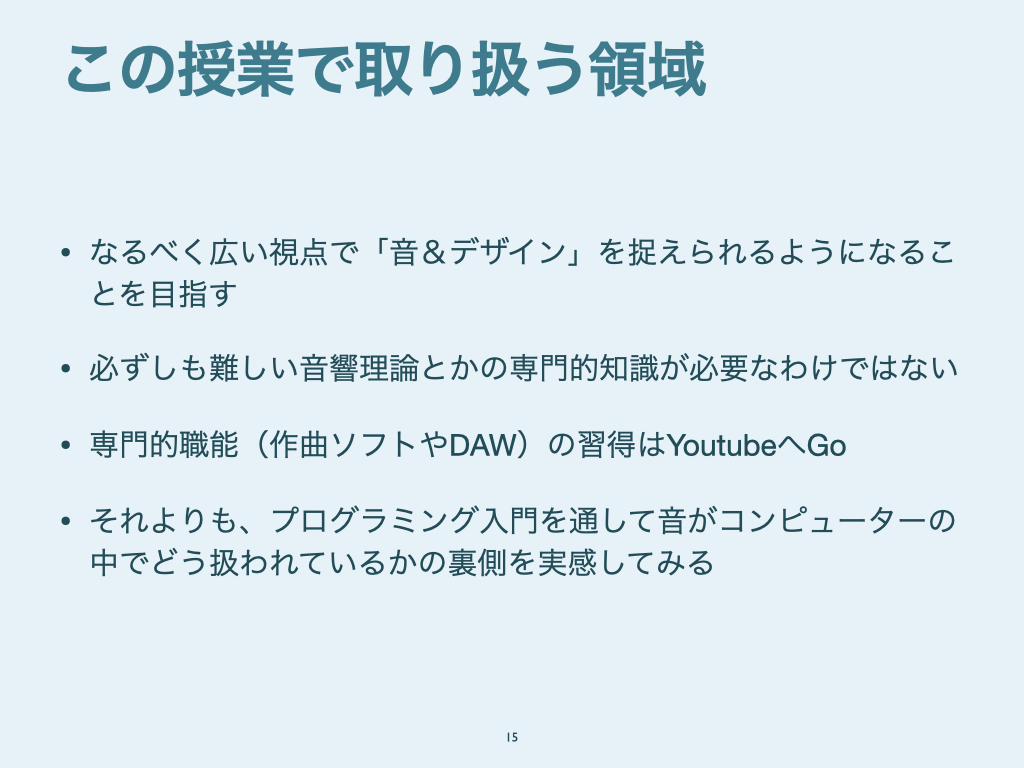 この授業で取り扱う領域
• なるべく広い視点で「音＆デザイン」を捉えられるようになるこ
とを目指す
• 必ずしも難しい音響理論とかの専門的知識が必要なわけではない
• 専門的職能（作曲ソフトやDAW）の習得はYoutubeへGo
• それよりも、プログラミング入門を通して音がコンピューターの
中でどう扱われているかの裏側を実感してみる
15